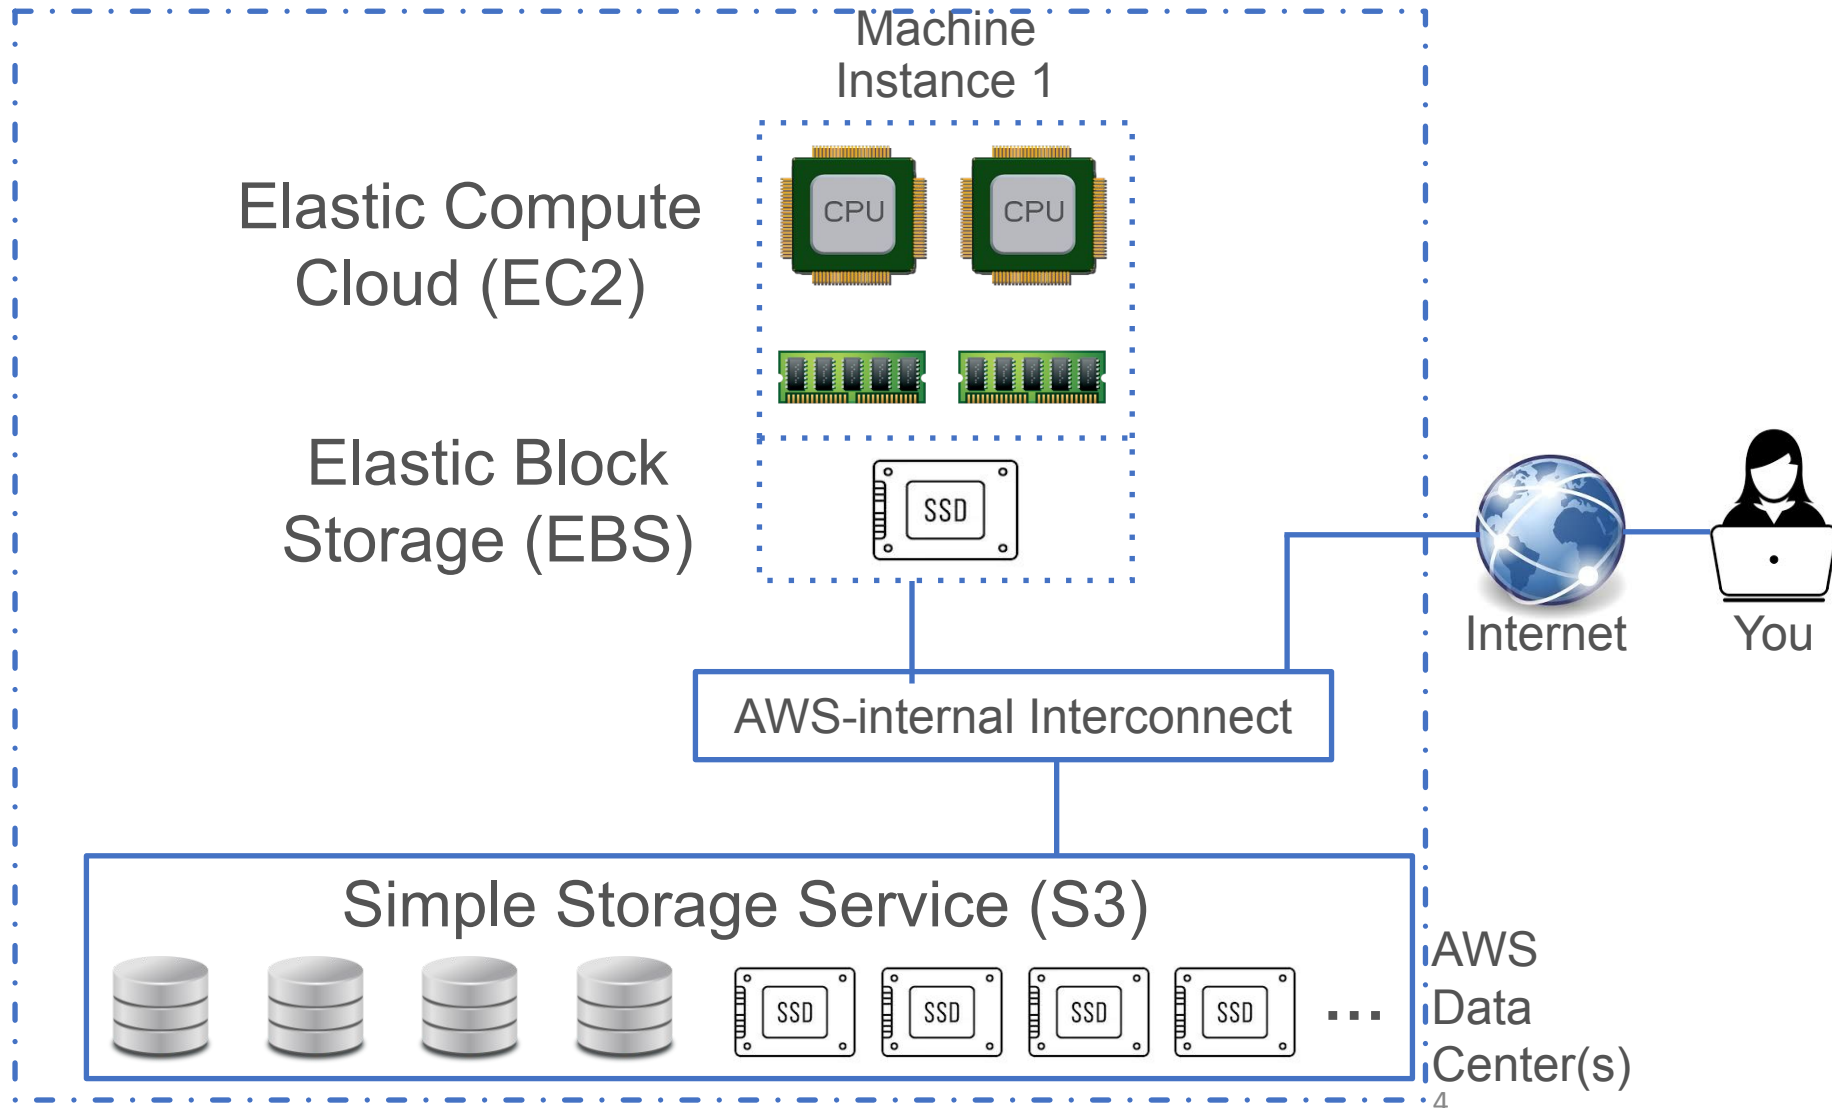 Machine
Instance 1
CPU CPU
Elastic Compute
Cloud (EC2)
Elastic Block
Storage (EBS)
SSD
Internet
You
AWS-internal Interconnect
Simple Storage Service (S3)
SSD SSD SSD SSD ...
AWS
Data
Center(s)
4